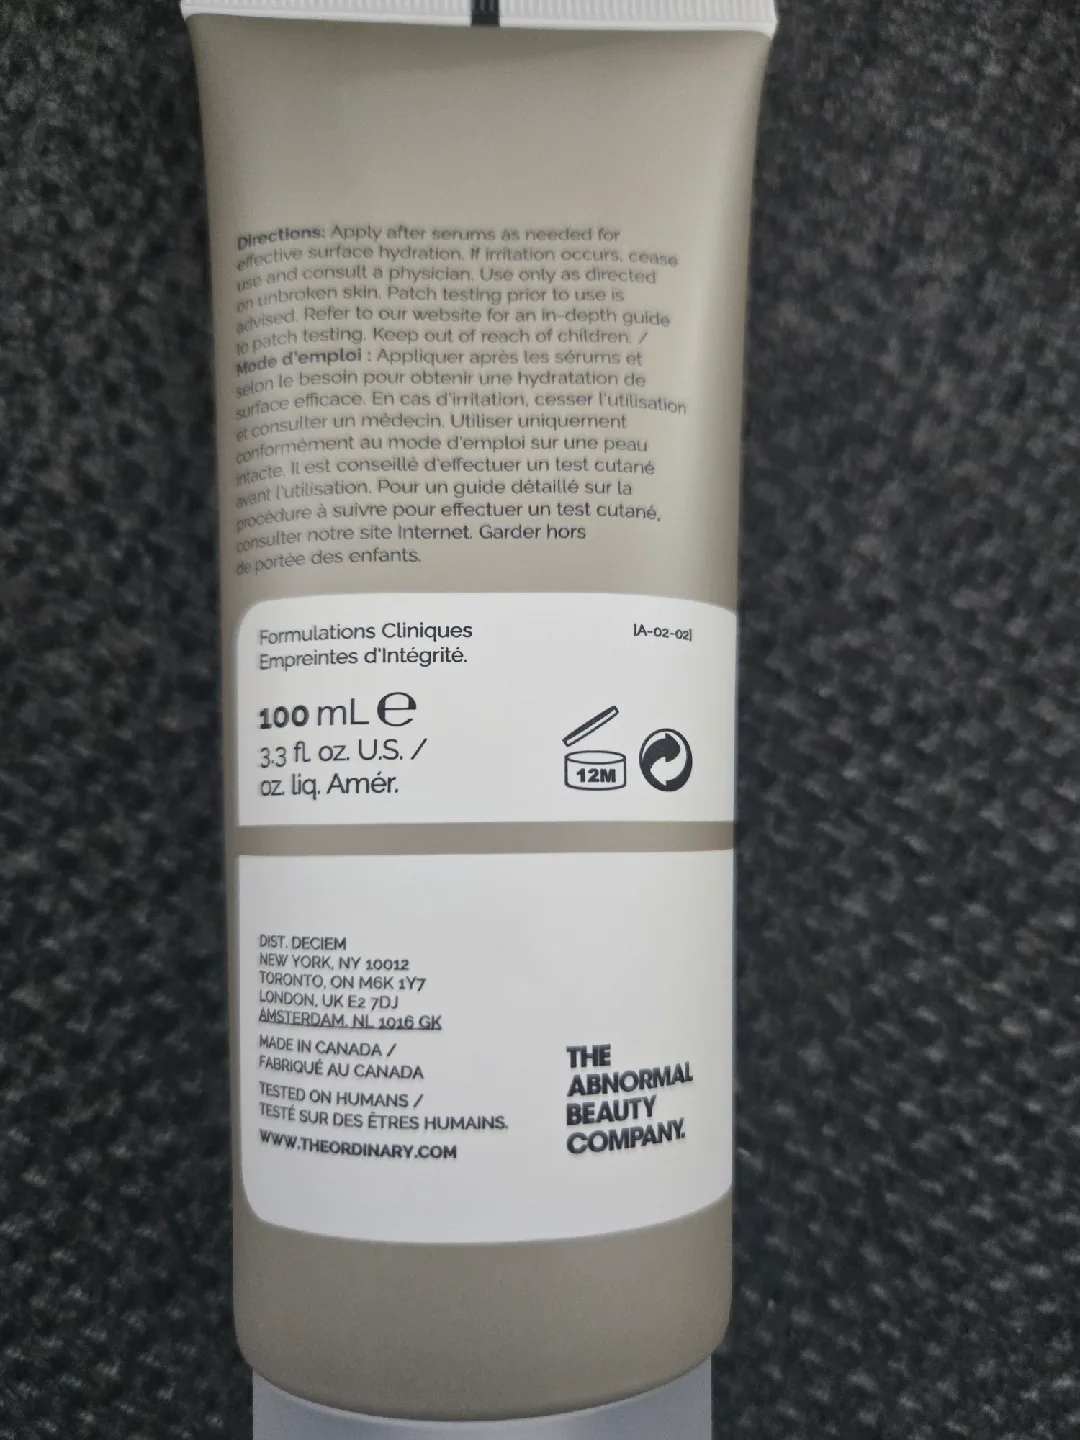 Directions: Apply after serums as needed for
effective surface hydration. If irritation occurs, cease
use and consult a physician. Use only as directed
on unbroken skin. Patch testing prior to use is
advised. Refer to our website for an in-depth guide
to patch testing. Keep out of reach of children. /
Mode d'emploi : Appliquer après les sérums et
selon le besoin pour obtenir une hydratation de
surface efficace. En cas d'irritation, cesser l'utilisation
et consulter un médecin. Utiliser uniquement
conformément au mode d'emploi sur une peau
intacte. Il est conseillé d'effectuer un test cutané
avant l'utilisation. Pour un guide détaillé sur la
procédure à suivre pour effectuer un test cutané,
consulter notre site Internet. Garder hors
de portée des enfants.
Formulations Cliniques
Empreintes d'Intégrité.
|A-02-02|
100 mL e
3.3 fl. oz. U.S. /
oz. liq. Amér.
12M
DIST. DECIEM
NEW YORK, NY 10012
TORONTO, ON M6K 1Y7
LONDON, UK E2 7DJ
AMSTERDAM, NL 1016 GK
MADE IN CANADA /
FABRIQUÉ AU CANADA
TESTED ON HUMANS /
TESTÉ SUR DES ÊTRES HUMAINS.
WWW.THEORDINARY.COM
THE
ABNORMAL
BEAUTY
COMPANY.